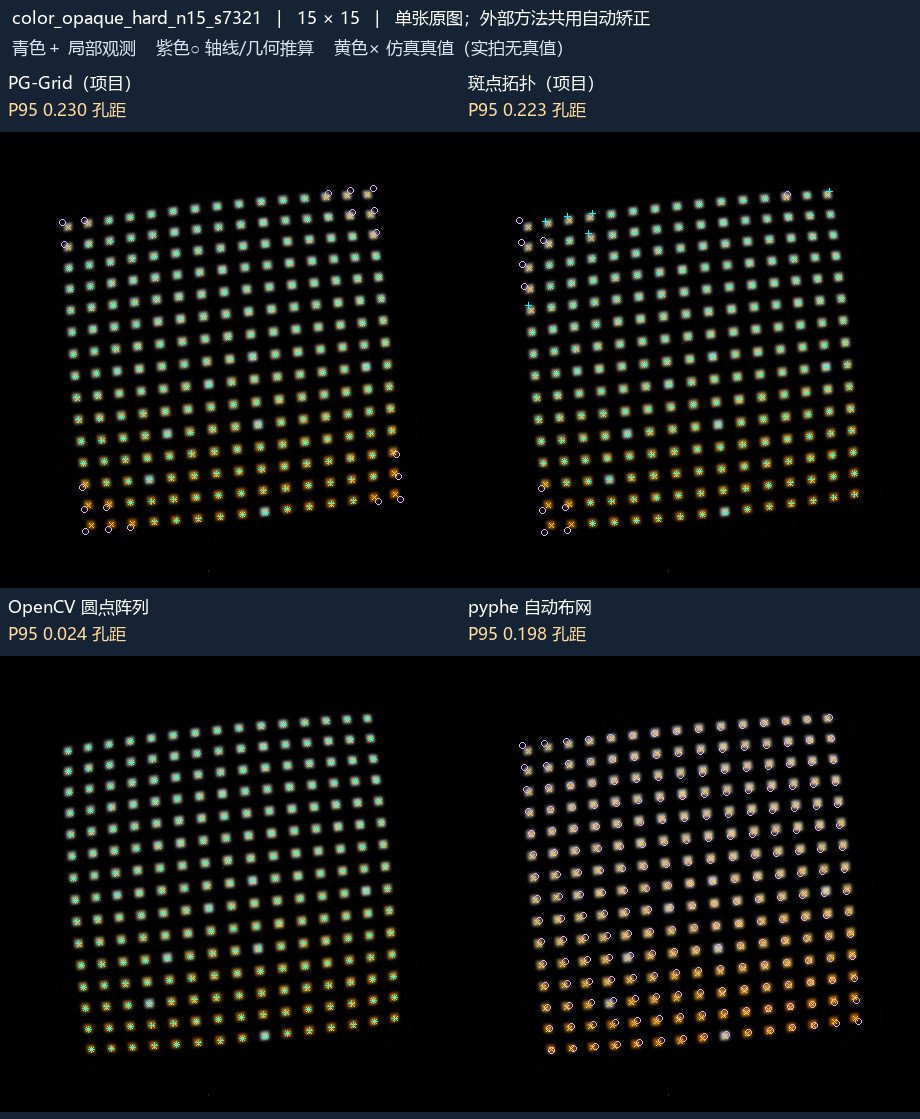 color_opaque_hard_n15_s7321 | 15 × 15 | 单张原图；外部方法共用自动矫正
青色+ 局部观测 紫色○ 轴线/几何推算 黄色× 仿真真值（实拍无真值）
PG-Grid（项目）
P95 0.230 孔距
斑点拓扑（项目）
P95 0.223 孔距
OpenCV 圆点阵列
P95 0.024 孔距
pyphe 自动布网
P95 0.198 孔距